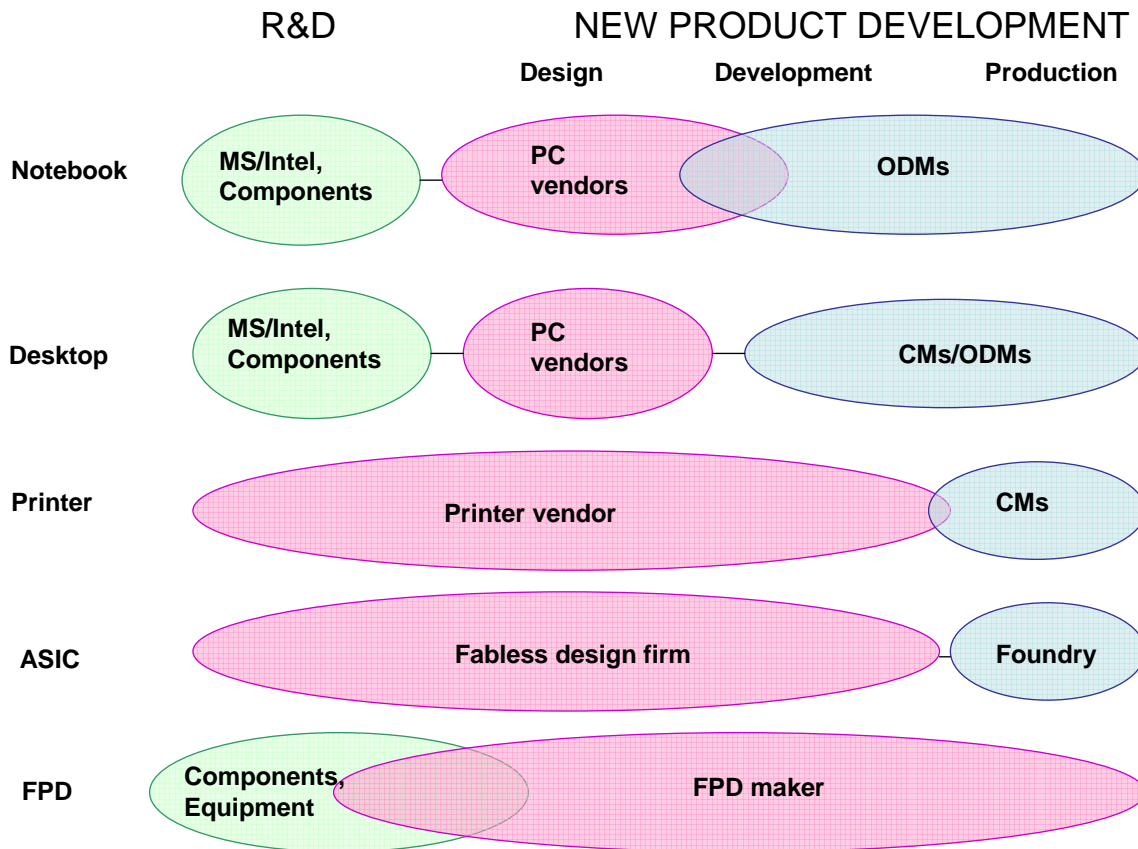 R&D NEW PRODUCT DEVELOPMENT
Design Development Production
Notebook
MS/Intel,
Components
PC
vendors
ODMs
Desktop
MS/Intel,
Components
PC
vendors
CMs/ODMs
Printer
Printer vendor
CMs
ASIC
Fabless design firm
Foundry
FPD
Components,
Equipment
FPD maker